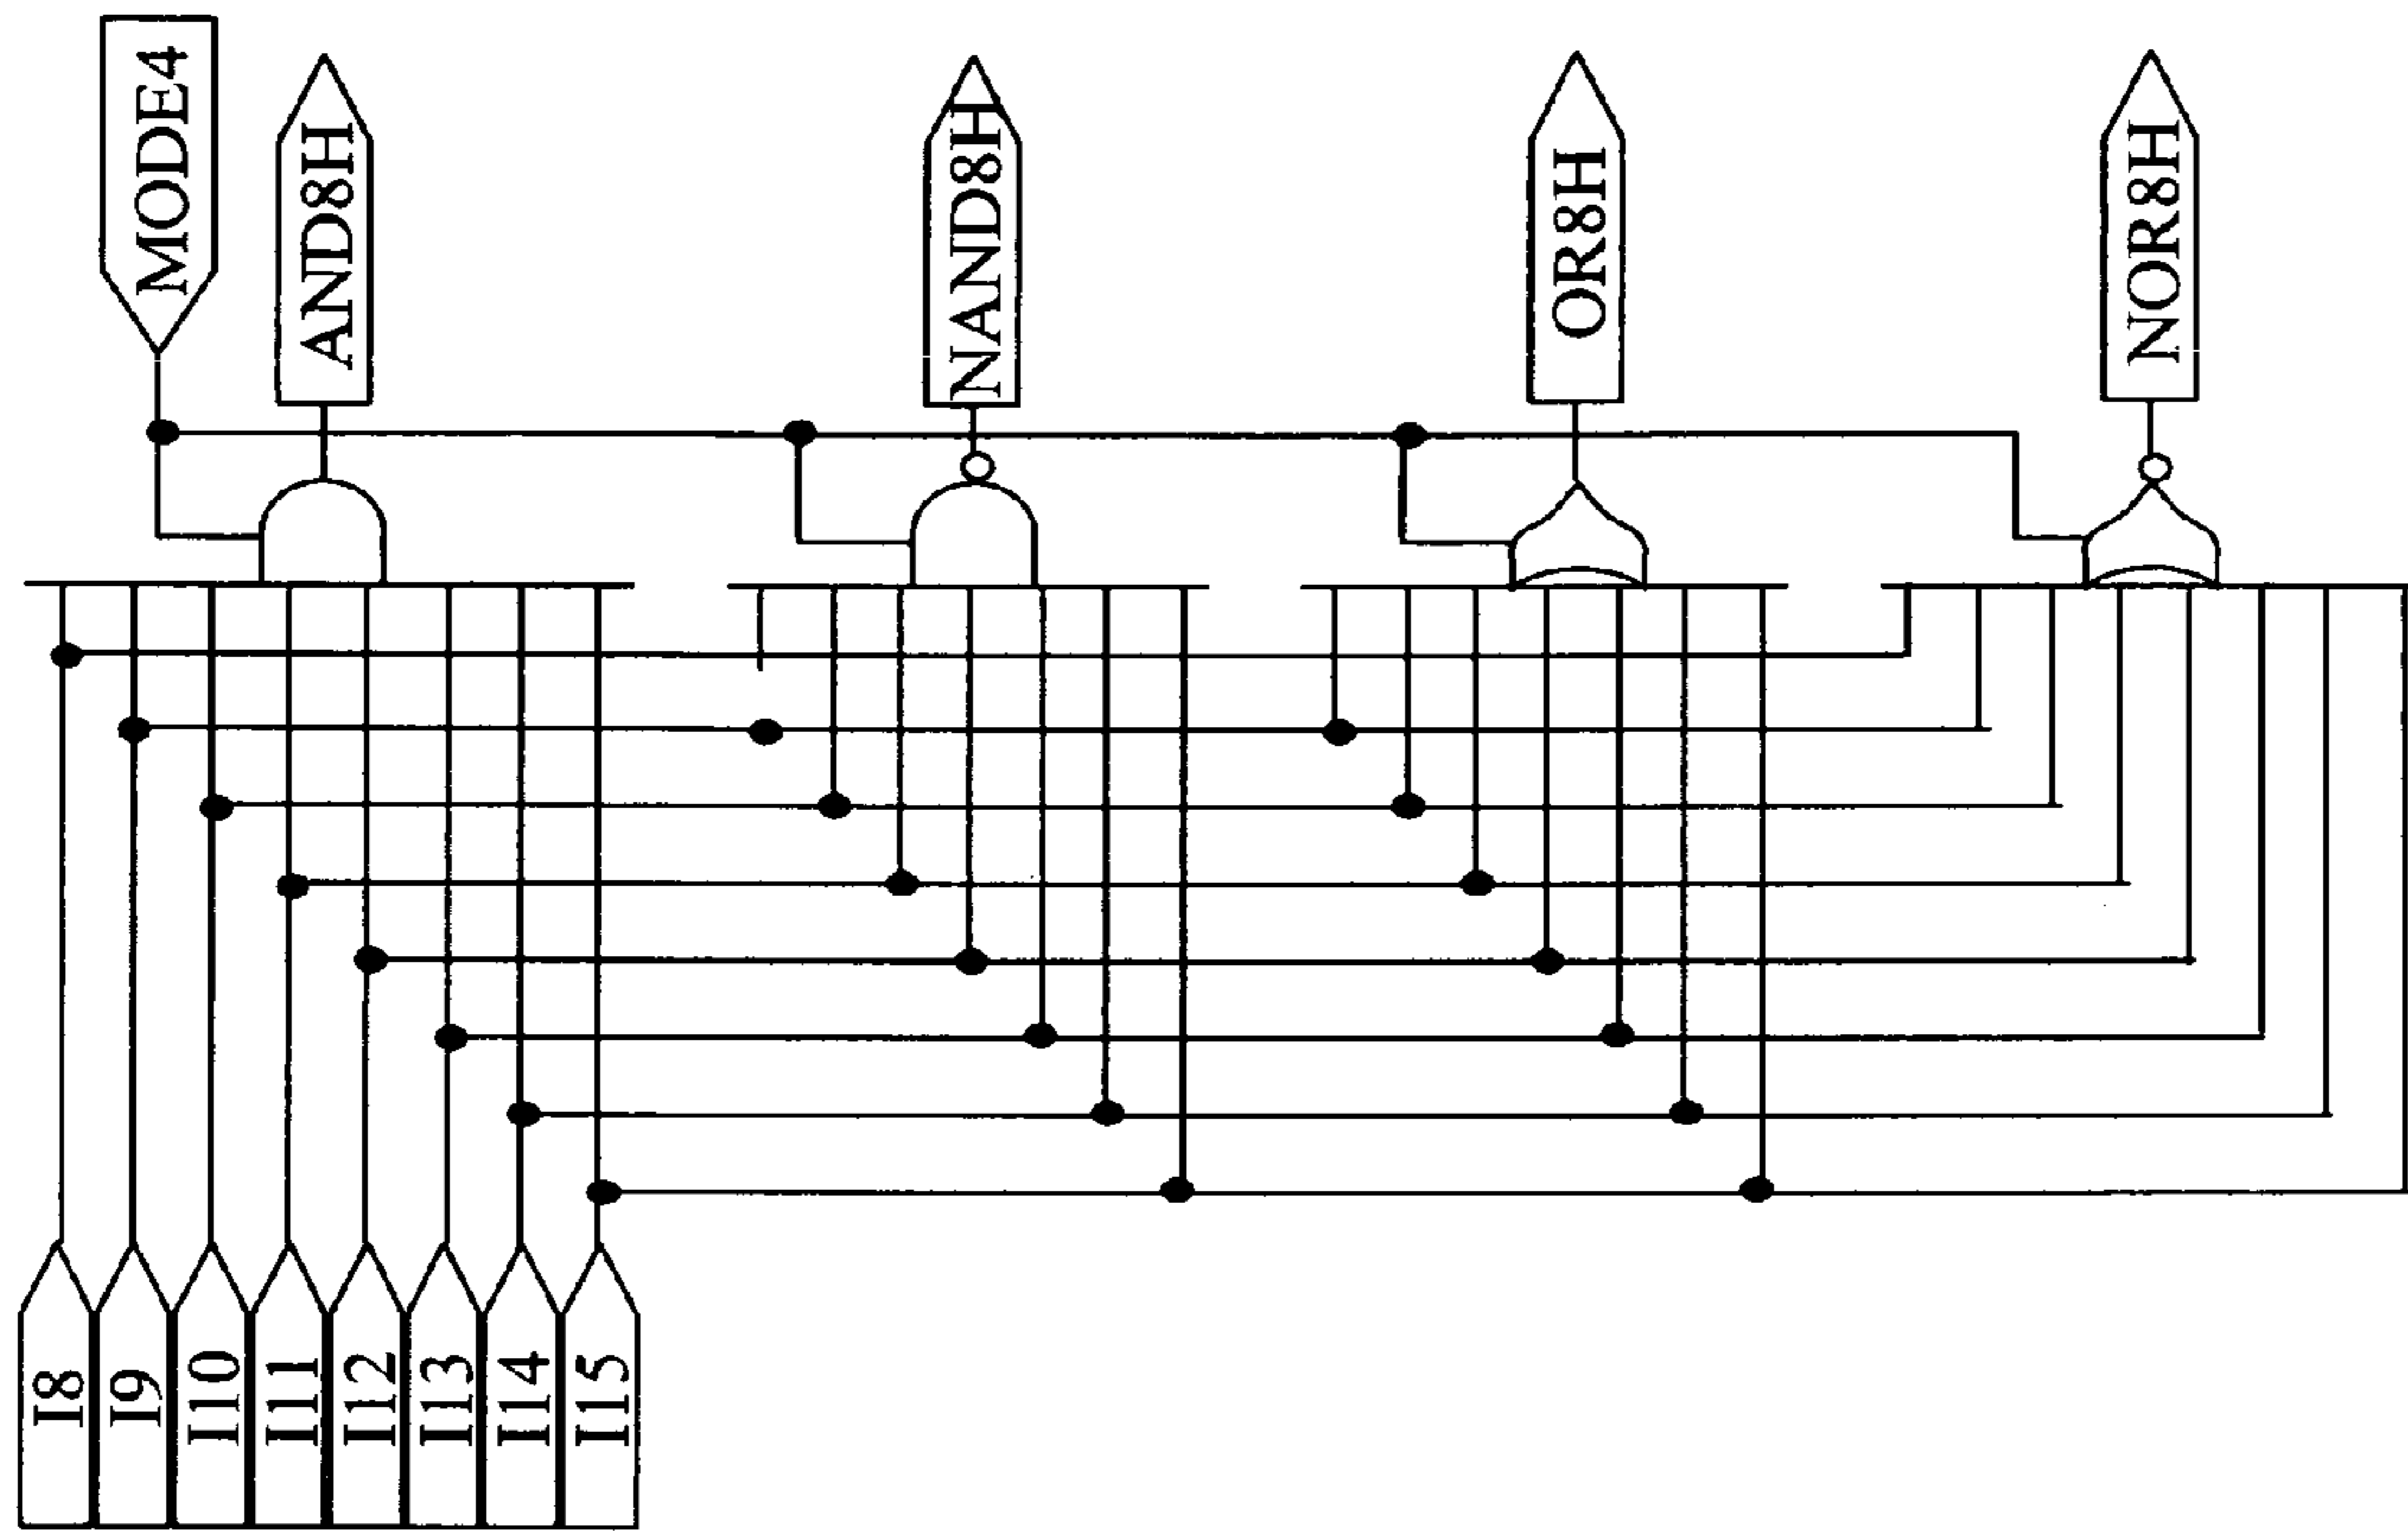 MODE4
AND8H
NAND8H
OR8H
NOR8H
I8
I9
I10
I11
I12
I13
I14
I15